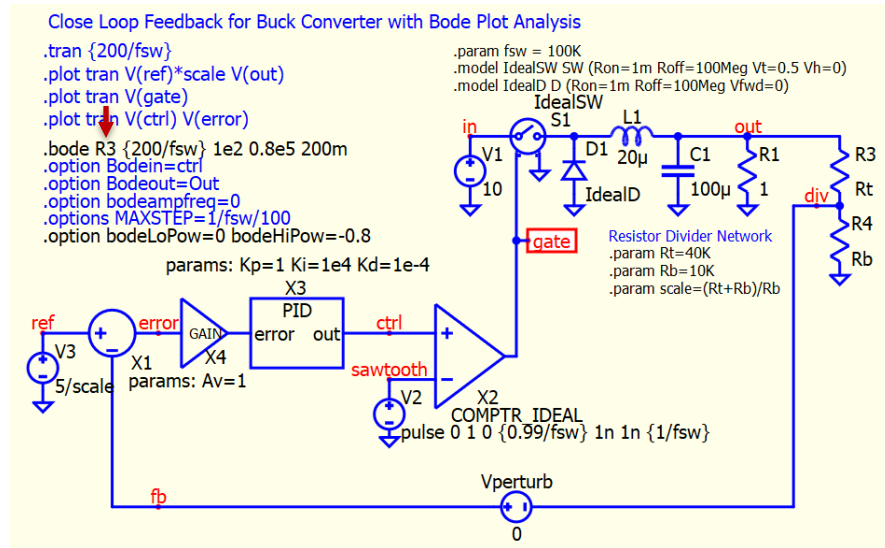 Close Loop Feedback for Buck Converter with Bode Plot Analysis
.tran {200/fsw}
.plot tran V(ref)*scale V(out)
.plot tran V(gate)
.plot tran V(ctrl) V(error)
.bode R3 {200/fsw} 1e2 0.8e5 200m
.option Bodein=ctrl
.option Bodeout=Out
.option bodeampfreq=0
.options MAXSTEP=1/fsw/100
.option bodeLoPow=0 bodeHiPow=-0.8
.param fsw = 100K
.model IdealSW SW (Ron=1m Roff=100Meg Vt=0.5 Vh=0)
.model IdealD D (Ron=1m Roff=100Meg Vfwd=0)
IdealSW
S1
L1
20µ
in
out
V1
10
D1
IdealD
C1
100µ
R1
1
R3
Rt
div
R4
Rb
gate
Resistor Divider Network
.param Rt=40K
.param Rb=10K
.param scale=(Rt+Rb)/Rb
params: Kp=1 Ki=1e4 Kd=1e-4
X3
PID
error out
ref
error
GAIN
X4
ctrl
V3
5/scale
X1
params: Av=1
sawtooth
V2
X2
COMPTR_IDEAL
pulse 0 1 0 {0.99/fsw} 1n 1n {1/fsw}
Vperturb
0
fb